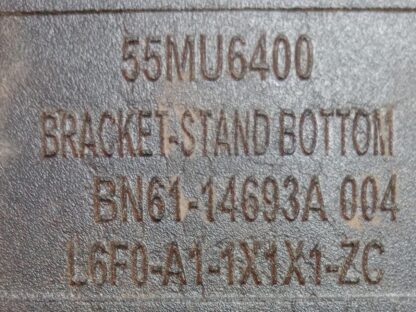 55MU6400
BRACKET-STAND BOTTOM
BN61-14693A 004
L6F0-A1-1X1X1-ZC